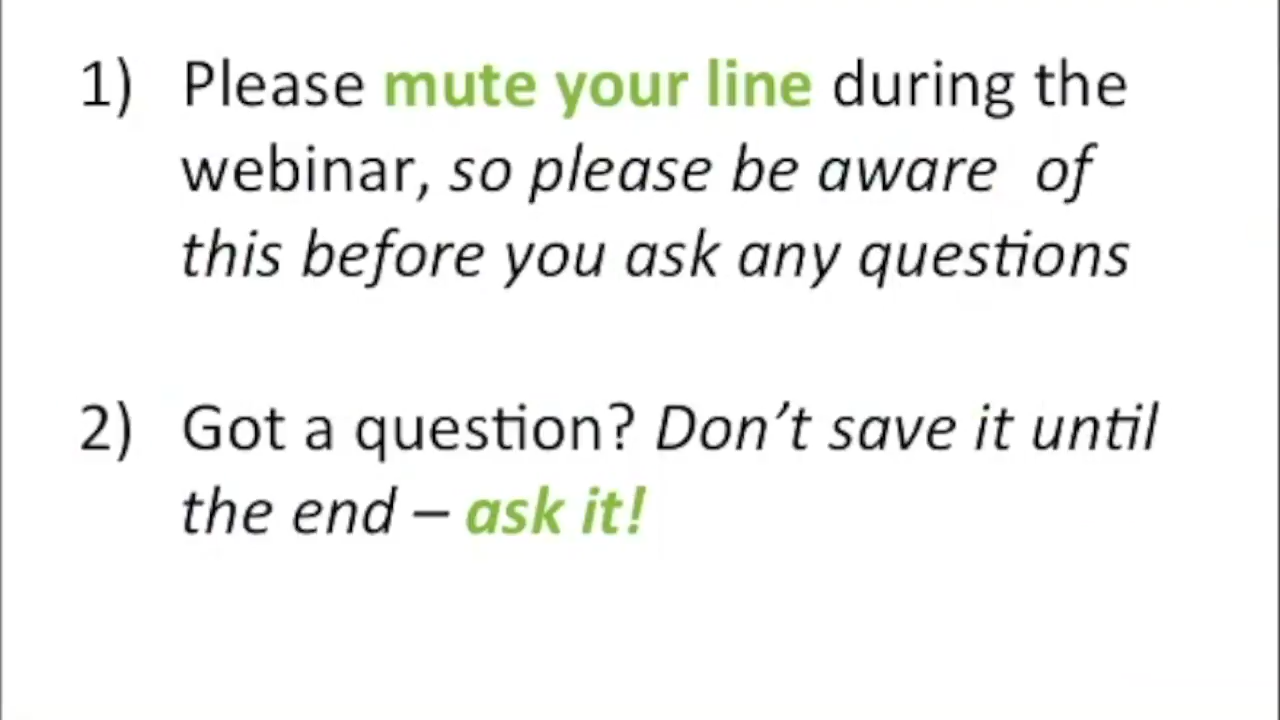 1) Please mute your line during the
webinar, so please be aware of
this before you ask any questions
2) Got a question? Don’t save it until
the end – ask it!